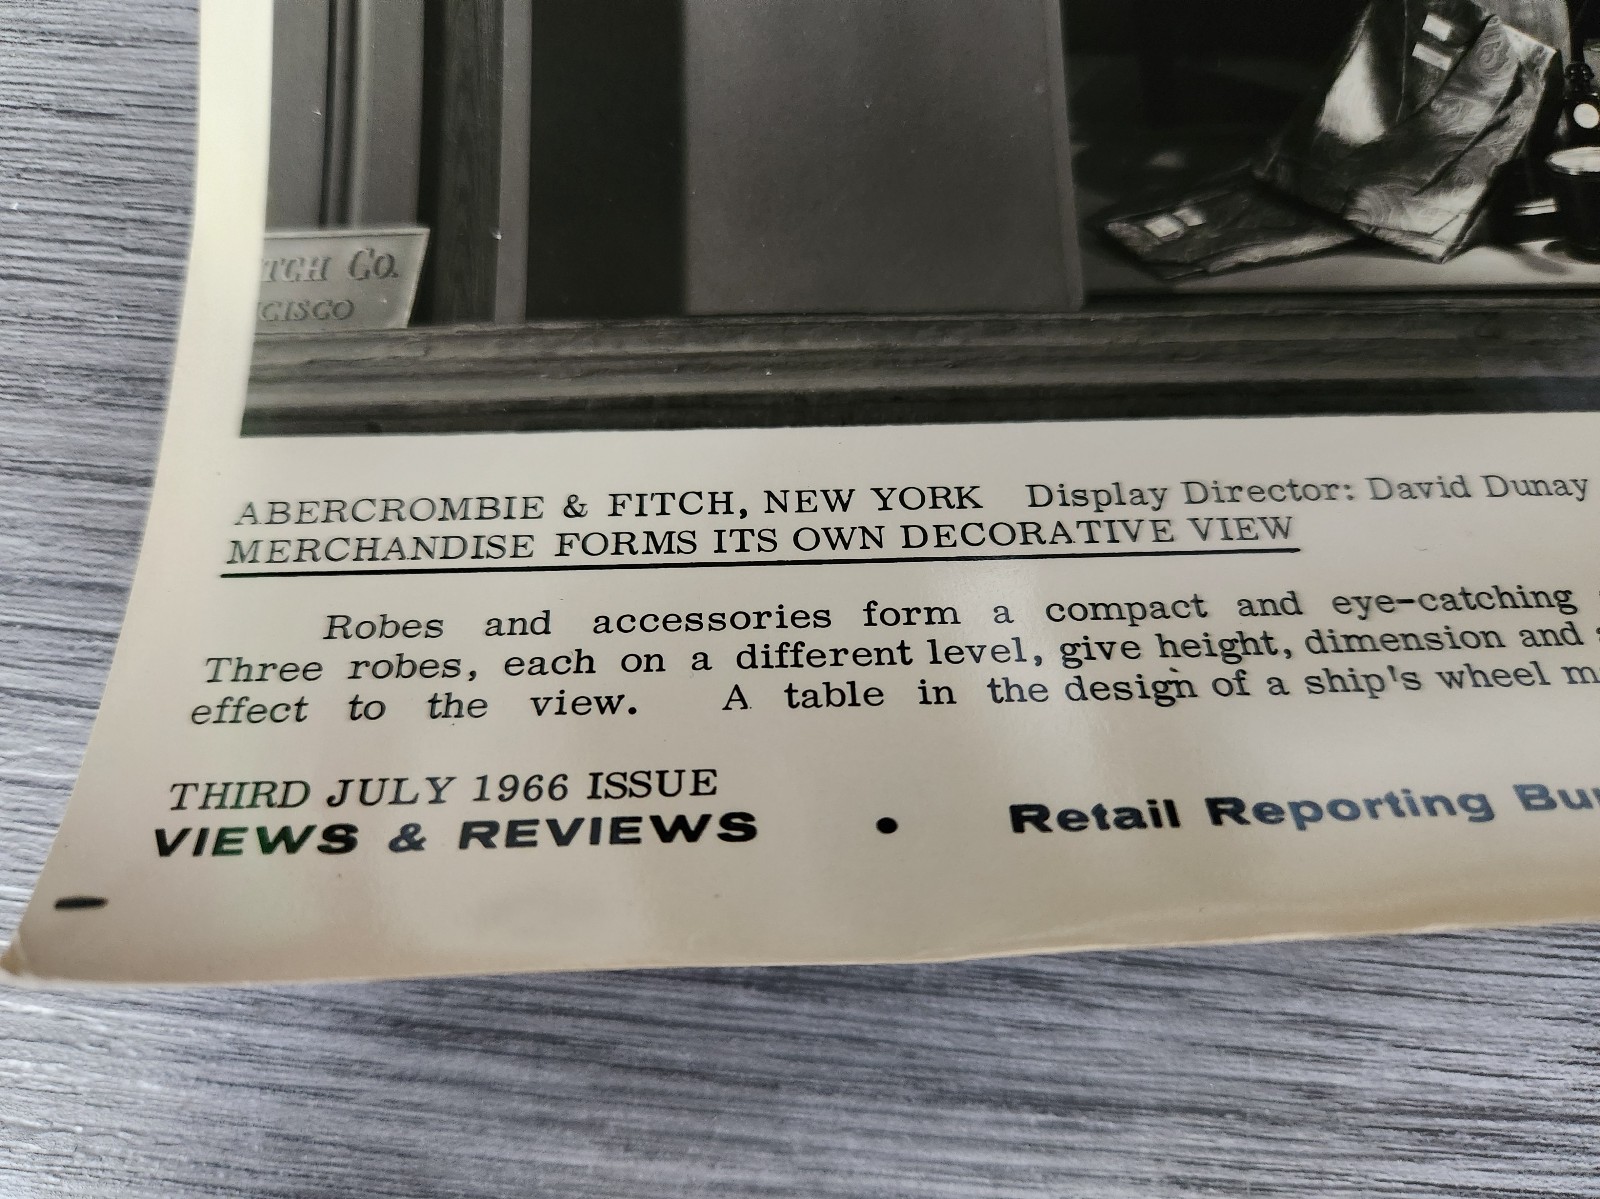 TCH Co.
CISCO
ABERCROMBIE & FITCH, NEW YORK Display Director: David Dunay
MERCHANDISE FORMS ITS OWN DECORATIVE VIEW
Robes and accessories form a compact and eye-catching
Three robes, each on a different level, give height, dimension and
effect to the view. A table in the design of a ship's wheel
THIRD JULY 1966 ISSUE
VIEWS & REVIEWS • Retail Reporting Bu